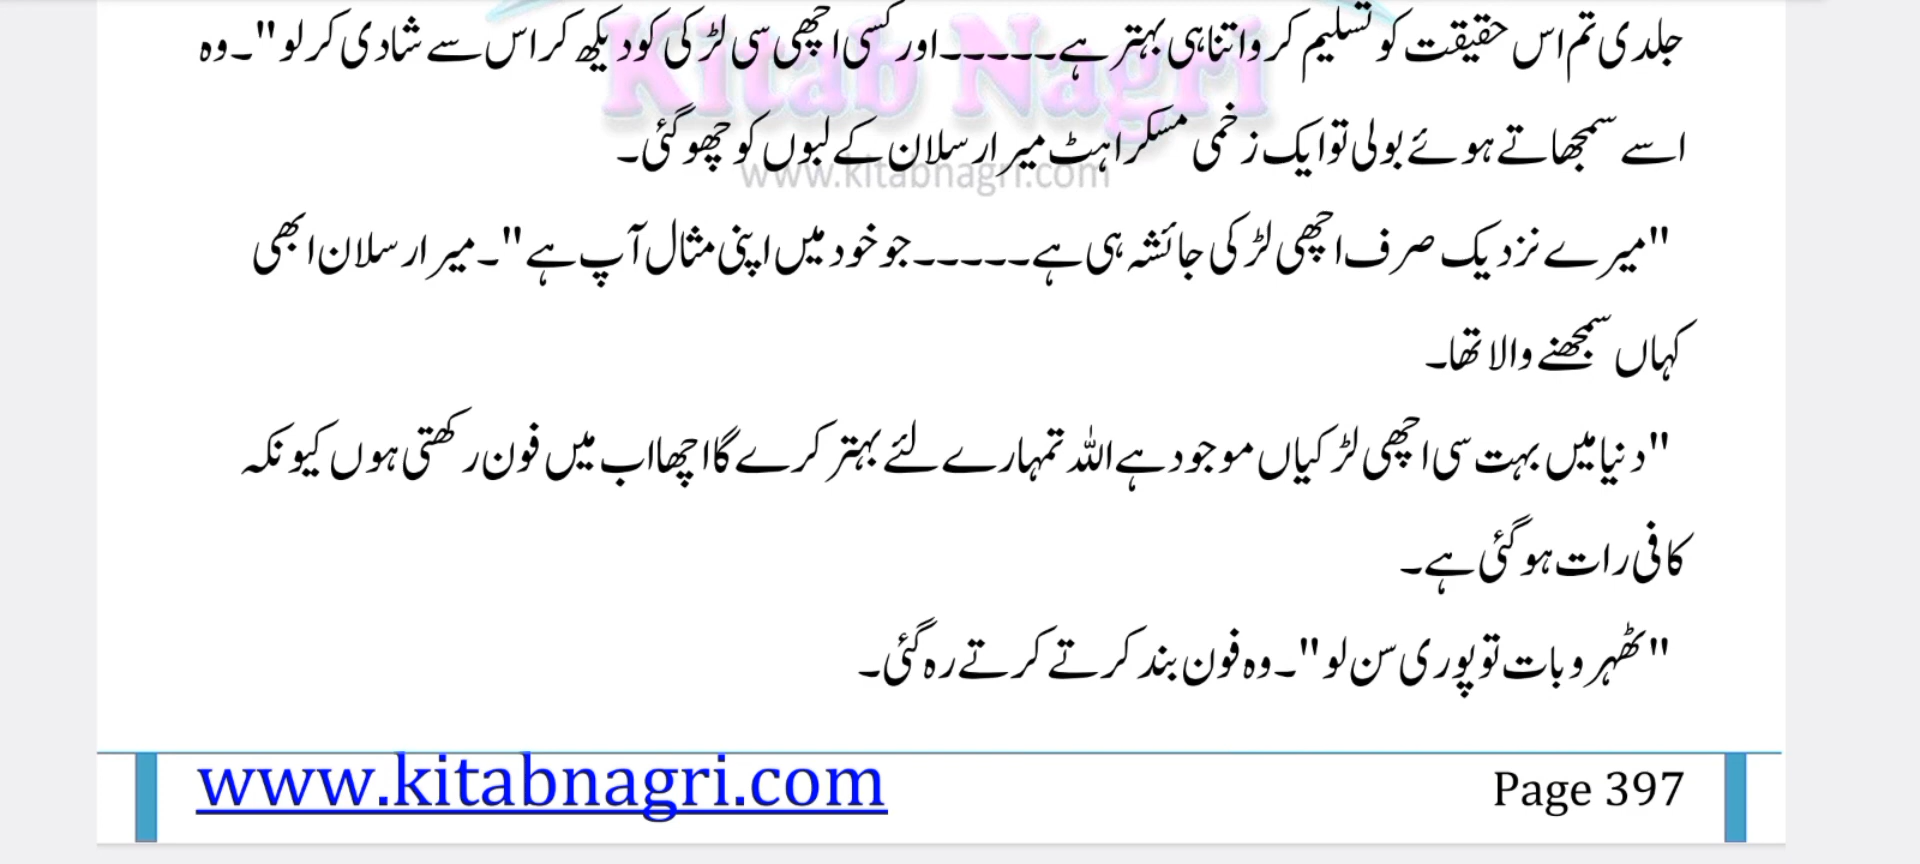 جلدی تم اس حقیقت کو تسلیم کرو اتنا ہی بہتر ہے۔۔۔۔۔اور کسی اچھی سی لڑکی کو دیکھ کر اس سے شادی کر لو"۔وہ
اسے سمجھاتے ہوئے بولی تو ایک زخمی مسکراہٹ میر ارسلان کے لبوں کو چھو گئی۔
"میرے نزدیک صرف اچھی لڑکی جائشہ ہی ہے۔۔۔۔۔جو خود میں اپنی مثال آپ ہے"۔میر ارسلان ابھی
کہاں سمجھنے والا تھا۔
"دنیا میں بہت سی اچھی لڑکیاں موجود ہے اللہ تمہارے لئے بہتر کرے گا اچھا اب میں فون رکھتی ہوں کیونکہ
کافی رات ہو گئی ہے۔
"ٹھہرو بات تو پوری سن لو"۔وہ فون بند کرتے کرتے رہ گئی۔
Kitab Nagri
www.kitabnagri.com
www.kitabnagri.com Page 397